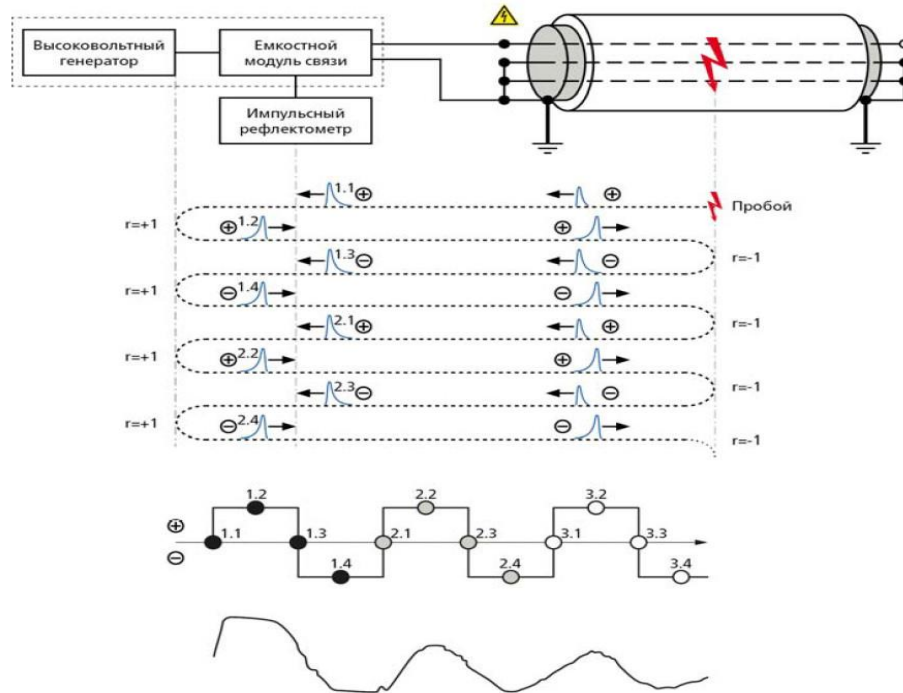 Высоковольтный
генератор
Емкостной
модуль связи
Импульсный
рефлектометр
1.1 ⊕ ⊕
Пробой
r=+1 ⊕ 1.2 ⊕
1.3 ⊖ ⊖ r=-1
r=+1 ⊖ 1.4 ⊖
2.1 ⊕ ⊕ r=-1
r=+1 ⊕ 2.2 ⊕
2.3 ⊖ ⊖ r=-1
r=+1 ⊖ 2.4 ⊖
r=-1
1.2 2.2 3.2
⊕
1.1 1.3 2.1 2.3 3.1 3.3
⊖
1.4 2.4 3.4